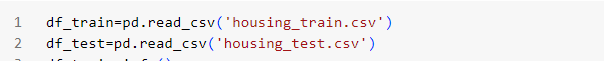 1 df_train=pd.read_csv('housing_train.csv')
2 df_test=pd.read_csv('housing_test.csv')